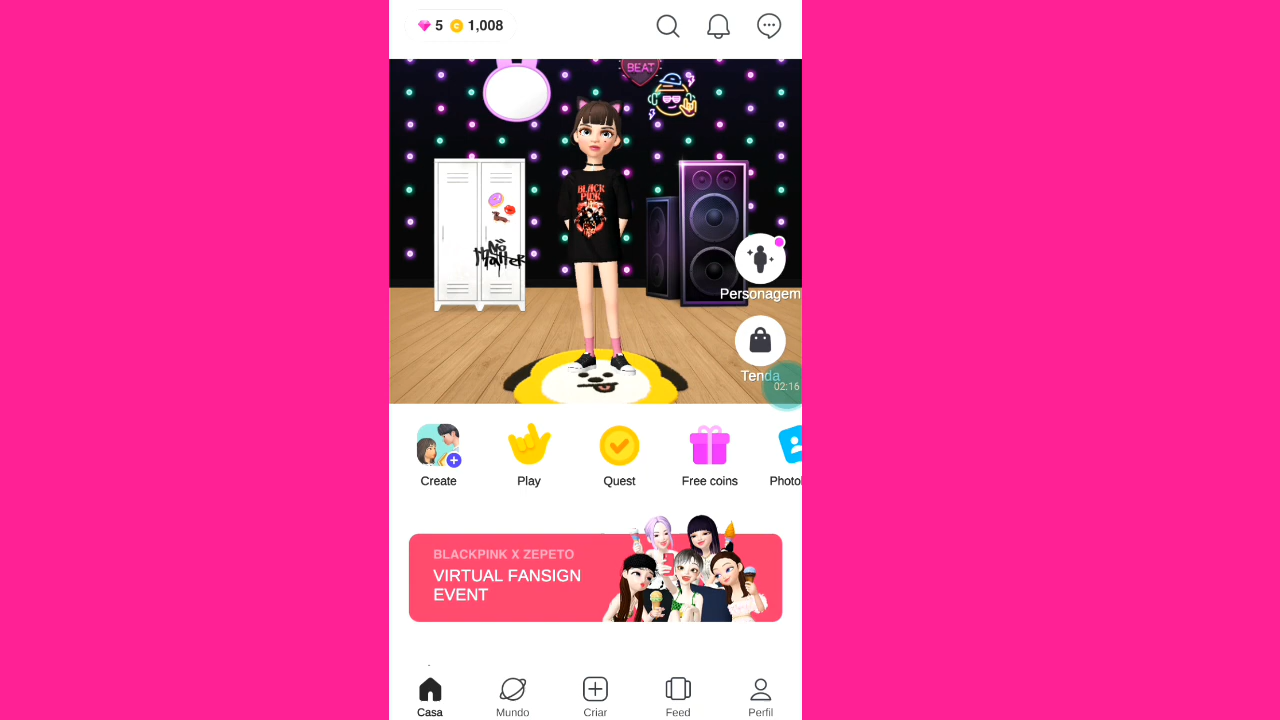 5 1,008
BEAT
BLACK
PINK
No
matter
Personagem
Tenda
02:16
Create Play Quest Free coins
BLACKPINK X ZEPETO
VIRTUAL FANSIGN
EVENT
Casa Mundo Criar Feed Perfil